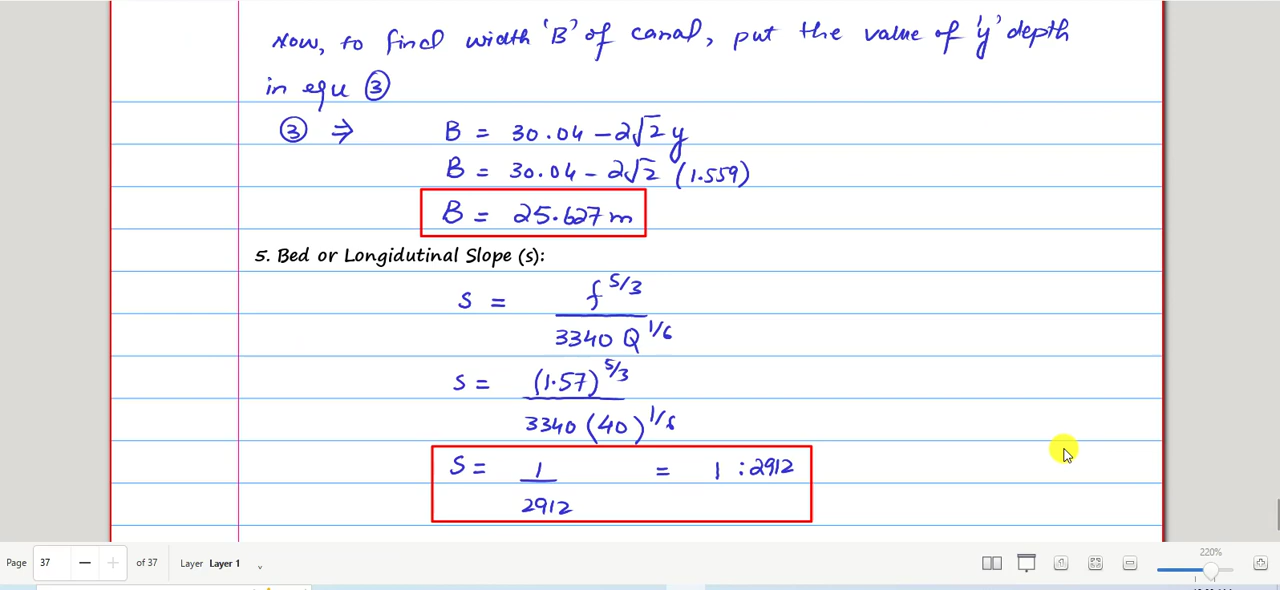 Now, to find width 'B' of canal, put the value of 'y' depth
in equ ③
③ ⇒ B = 30.04 - 2√2 y
B = 30.04 - 2√2 (1.559)
B = 25.627 m
5. Bed or Longidutinal Slope (s):
S = f^5/3 / 3340 Q^1/6
S = (1.57)^5/3 / 3340 (40)^1/6
S = 1 / 2912 = 1 : 2912
Page 37 of 37 Layer Layer 1 220%